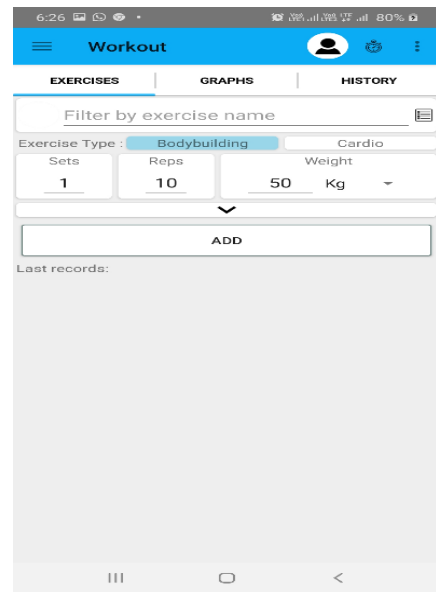 6:26
80%
Workout
EXERCISES GRAPHS HISTORY
Filter by exercise name
Exercise Type : Bodybuilding Cardio
Sets Reps Weight
1 10 50 Kg
ADD
Last records: